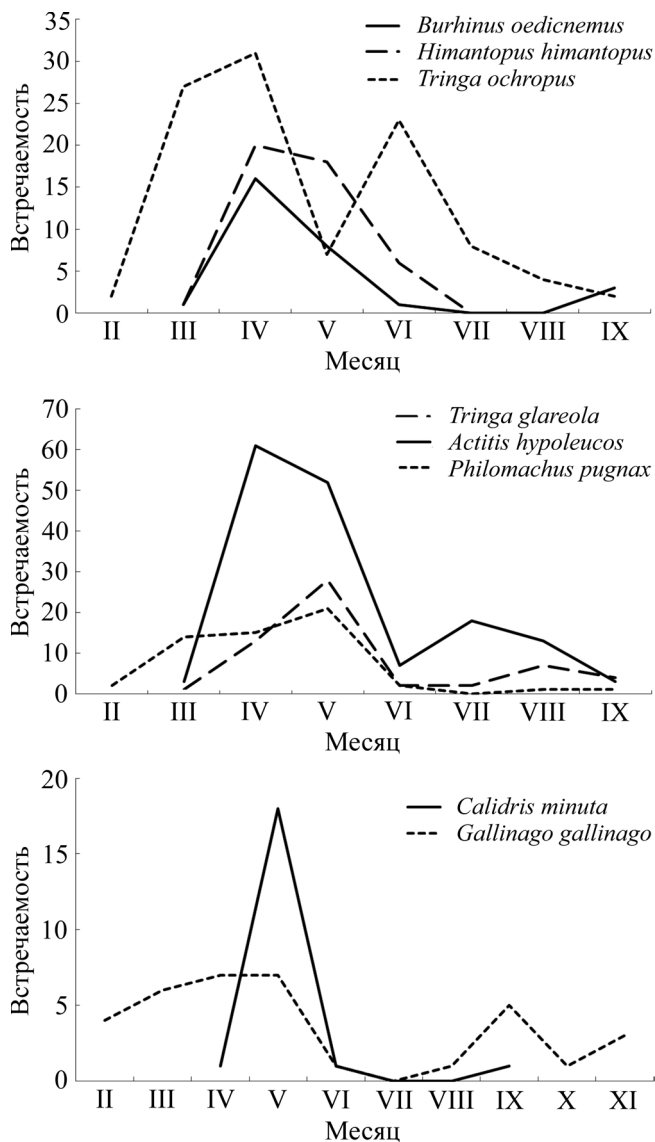 35
30
25
20
15
10
5
0
Встречаемость
Burhinus oedicnemus
Himantopus himantopus
Tringa ochropus
II III IV V VI VII VIII IX
Месяц
70
60
50
40
30
20
10
0
Встречаемость
Tringa glareola
Actitis hypoleucos
Philomachus pugnax
II III IV V VI VII VIII IX
Месяц
20
15
10
5
0
Встречаемость
Calidris minuta
Gallinago gallinago
II III IV V VI VII VIII IX X XI
Месяц